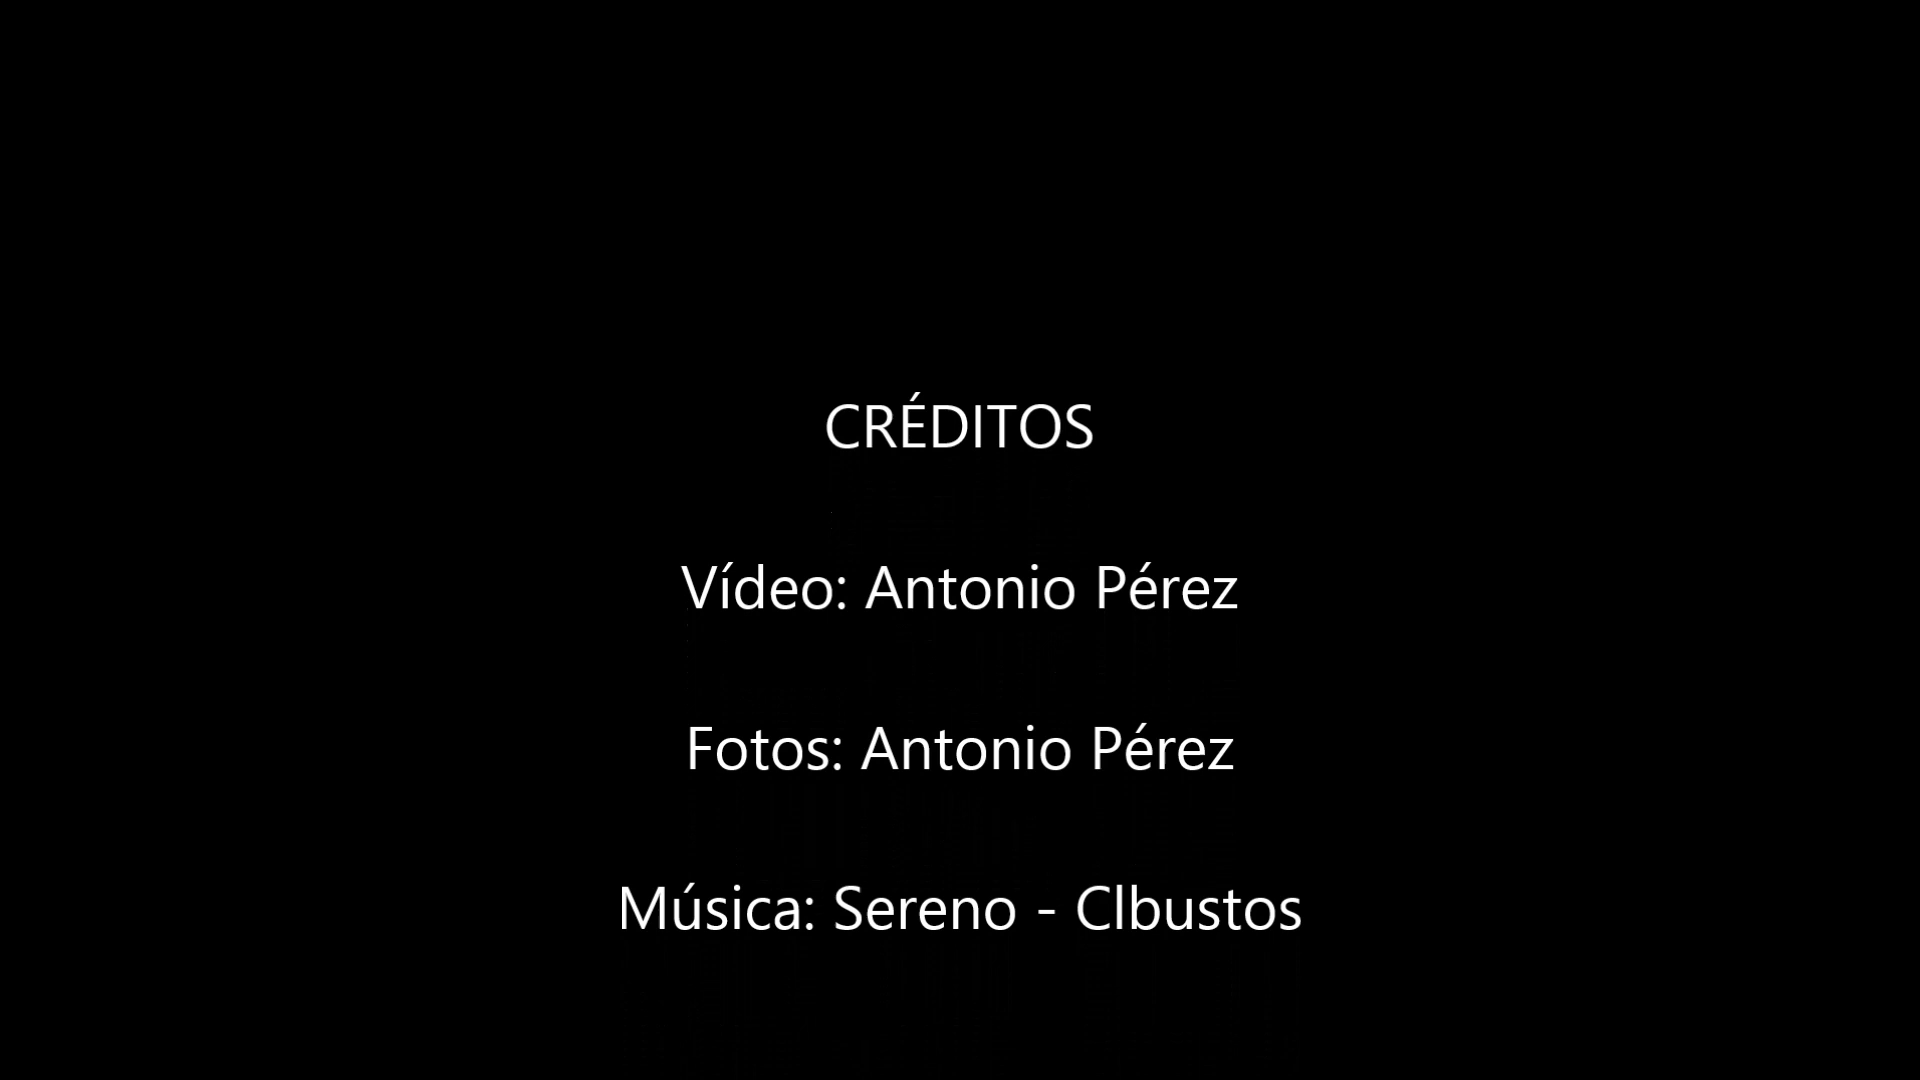 CRÉDITOS
Vídeo: Antonio Pérez
Fotos: Antonio Pérez
Música: Sereno - Clbustos